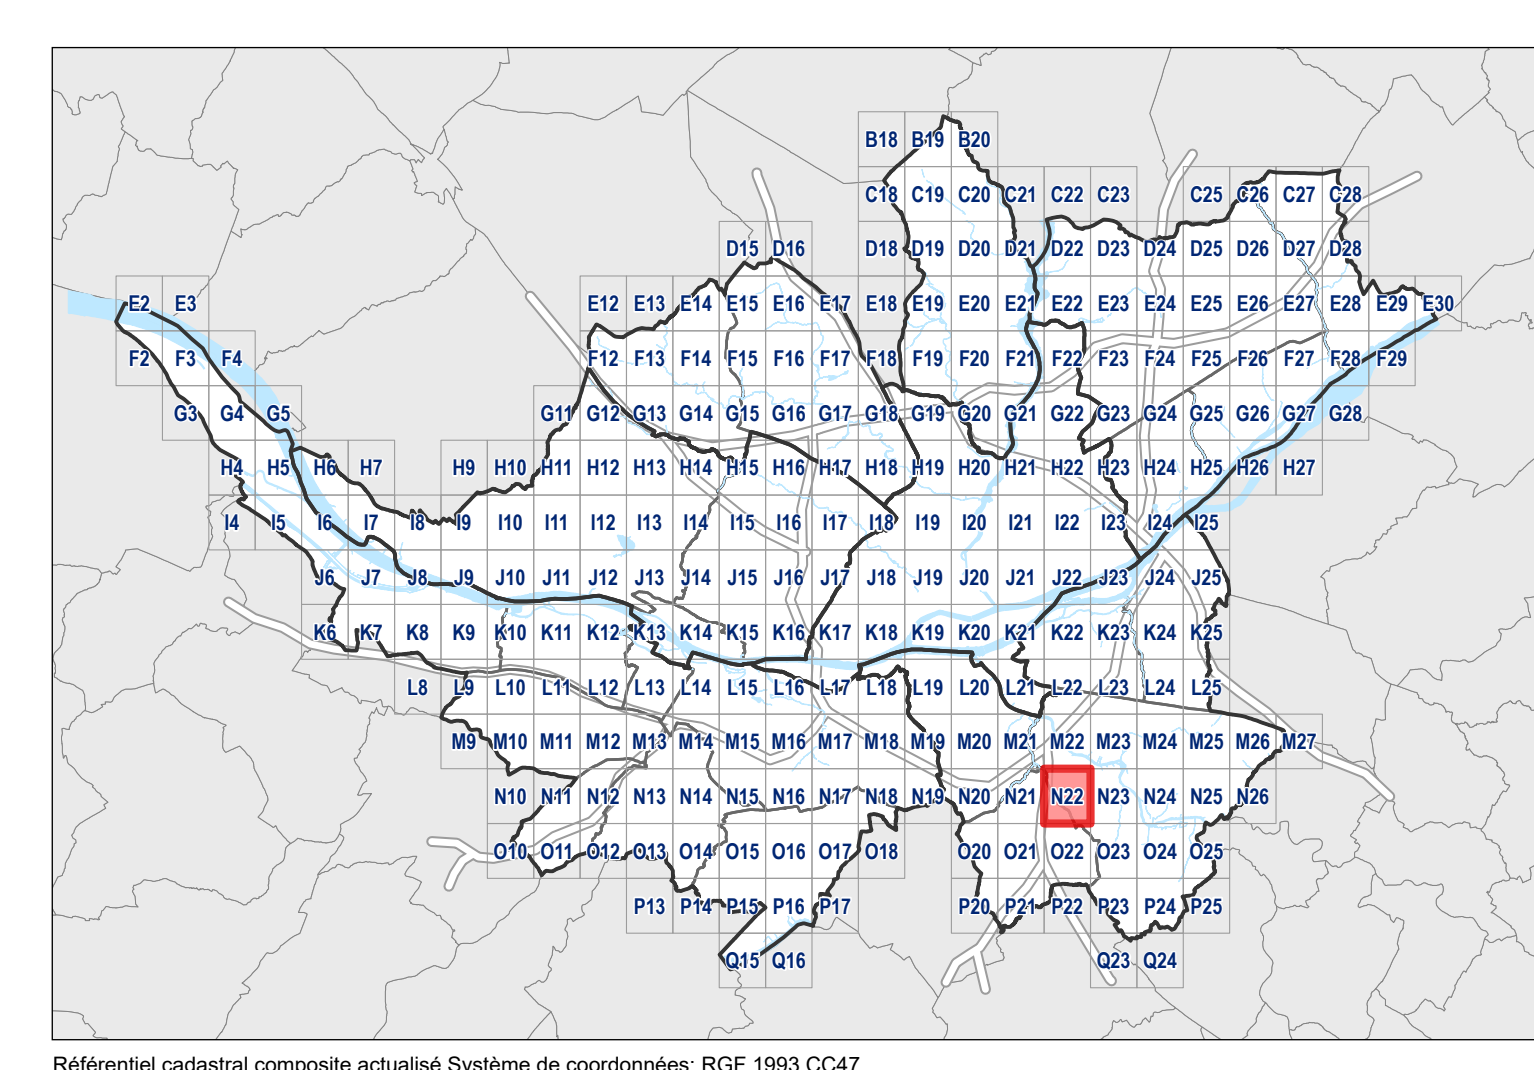 B18 B19 B20
C18 C19 C20 C21 C22 C23 C25 C26 C27 C28
D15 D16 D18 D19 D20 D21 D22 D23 D24 D25 D26 D27 D28
E2 E3 E12 E13 E14 E15 E16 E17 E18 E19 E20 E21 E22 E23 E24 E25 E26 E27 E28 E29 E30
F2 F3 F4 F12 F13 F14 F15 F16 F17 F18 F19 F20 F21 F22 F23 F24 F25 F26 F27 F28 F29
G3 G4 G5 G11 G12 G13 G14 G15 G16 G17 G18 G19 G20 G21 G22 G23 G24 G25 G26 G27 G28
H4 H5 H6 H7 H9 H10 H11 H12 H13 H14 H15 H16 H17 H18 H19 H20 H21 H22 H23 H24 H25 H26 H27
I4 I5 I6 I7 I8 I9 I10 I11 I12 I13 I14 I15 I16 I17 I18 I19 I20 I21 I22 I23 I24 I25
J6 J7 J8 J9 J10 J11 J12 J13 J14 J15 J16 J17 J18 J19 J20 J21 J22 J23 J24 J25
K6 K7 K8 K9 K10 K11 K12 K13 K14 K15 K16 K17 K18 K19 K20 K21 K22 K23 K24 K25
L8 L9 L10 L11 L12 L13 L14 L15 L16 L17 L18 L19 L20 L21 L22 L23 L24 L25
M9 M10 M11 M12 M13 M14 M15 M16 M17 M18 M19 M20 M21 M22 M23 M24 M25 M26 M27
N10 N11 N12 N13 N14 N15 N16 N17 N18 N19 N20 N21 N22 N23 N24 N25 N26
O10 O11 O12 O13 O14 O15 O16 O17 O18 O20 O21 O22 O23 O24 O25
P13 P14 P15 P16 P17 P20 P21 P22 P23 P24 P25
Q15 Q16 Q23 Q24
Référentiel cadastral composite actualisé Système de coordonnées: RGF 1993 CC47